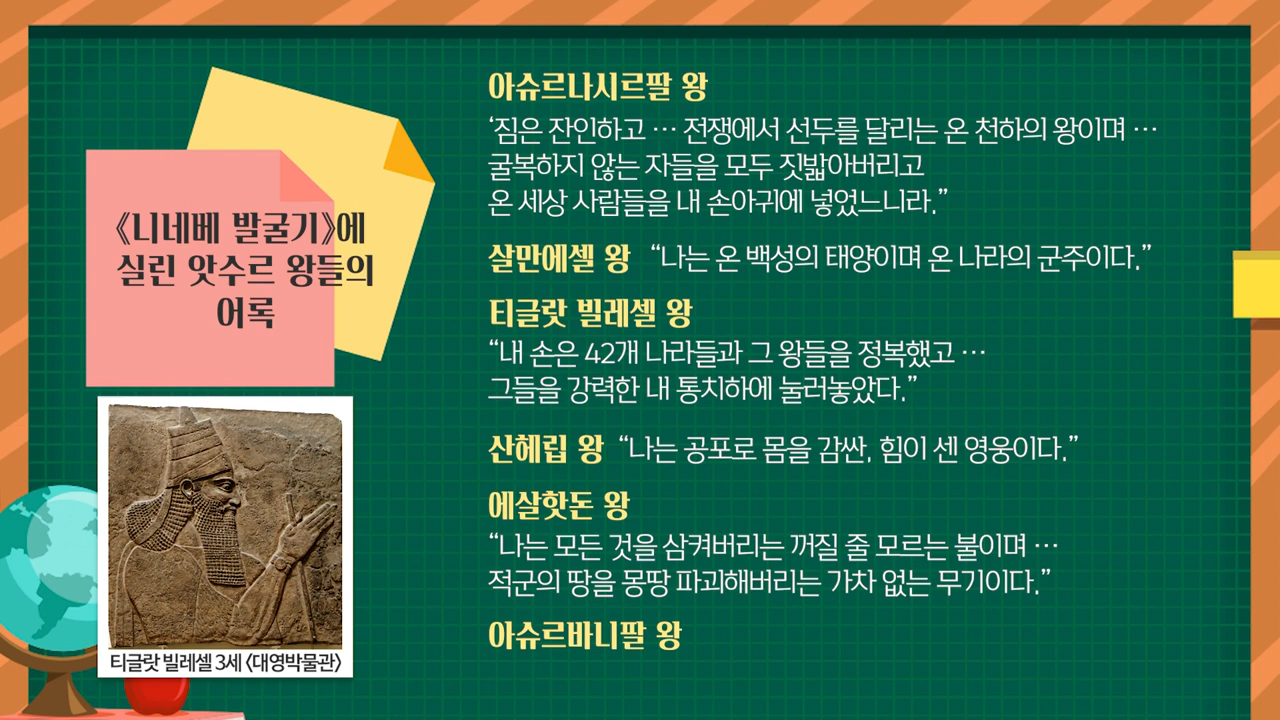 《니네베 발굴기》에
실린 앗수르 왕들의
어록
티글랏 빌레셀 3세 <대영박물관>
아슈르나시르팔 왕
‘짐은 잔인하고 … 전쟁에서 선두를 달리는 온 천하의 왕이며 …
굴복하지 않는 자들을 모두 짓밟아버리고
온 세상 사람들을 내 손아귀에 넣었느니라.”
살만에셀 왕 “나는 온 백성의 태양이며 온 나라의 군주이다.”
티글랏 빌레셀 왕
“내 손은 42개 나라들과 그 왕들을 정복했고 …
그들을 강력한 내 통치하에 눌러놓았다.”
산헤립 왕 “나는 공포로 몸을 감싼, 힘이 센 영웅이다.”
에살핫돈 왕
“나는 모든 것을 삼켜버리는 꺼질 줄 모르는 불이며 …
적군의 땅을 몽땅 파괴해버리는 가차 없는 무기이다.”
아슈르바니팔 왕